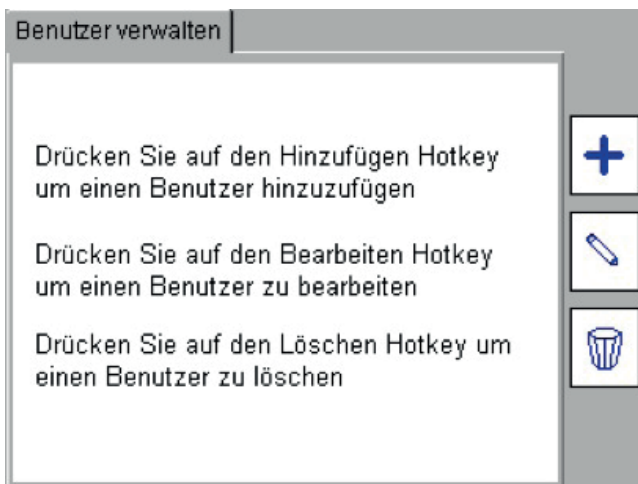 Benutzer verwalten
Drücken Sie auf den Hinzufügen Hotkey
um einen Benutzer hinzuzufügen
Drücken Sie auf den Bearbeiten Hotkey
um einen Benutzer zu bearbeiten
Drücken Sie auf den Löschen Hotkey um
einen Benutzer zu löschen